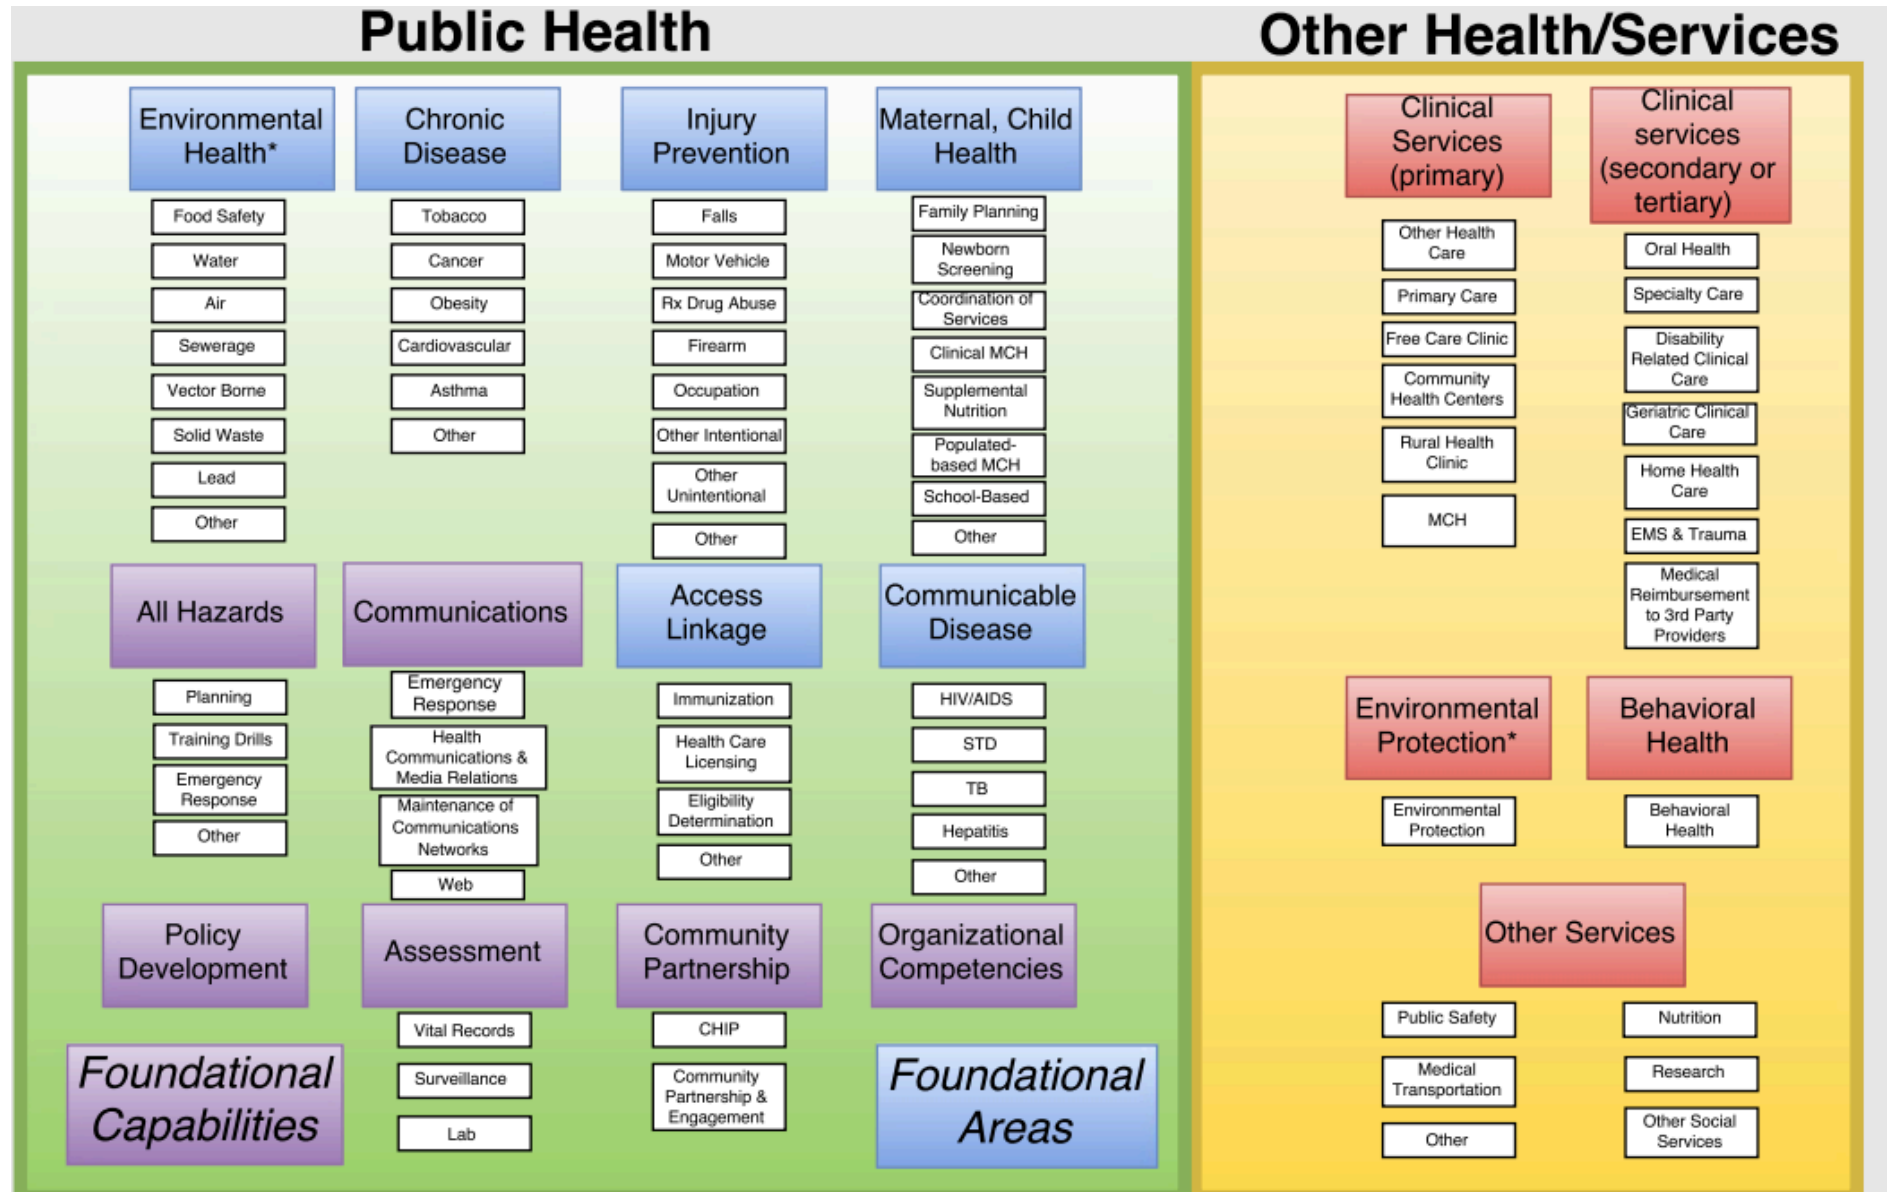 Public Health
Other Health/Services
Environmental
Health*
Food Safety
Water
Air
Sewerage
Vector Borne
Solid Waste
Lead
Other
Chronic
Disease
Tobacco
Cancer
Obesity
Cardiovascular
Asthma
Other
Injury
Prevention
Falls
Motor Vehicle
Rx Drug Abuse
Firearm
Occupation
Other Intentional
Other
Unintentional
Other
Maternal, Child
Health
Family Planning
Newborn
Screening
Coordination of
Services
Clinical MCH
Supplemental
Nutrition
Populated-
based MCH
School-Based
Other
All Hazards
Planning
Training Drills
Emergency
Response
Other
Communications
Emergency
Response
Health
Communications &
Media Relations
Maintenance of
Communications
Networks
Web
Access
Linkage
Immunization
Health Care
Licensing
Eligibility
Determination
Other
Communicable
Disease
HIV/AIDS
STD
TB
Hepatitis
Other
Policy
Development
Assessment
Vital Records
Surveillance
Lab
Community
Partnership
CHIP
Community
Partnership &
Engagement
Organizational
Competencies
Foundational
Capabilities
Foundational
Areas
Clinical
Services
(primary)
Other Health
Care
Primary Care
Free Care Clinic
Community
Health Centers
Rural Health
Clinic
MCH
Clinical
services
(secondary or
tertiary)
Oral Health
Specialty Care
Disability
Related Clinical
Care
Geriatric Clinical
Care
Home Health
Care
EMS & Trauma
Medical
Reimbursement
to 3rd Party
Providers
Environmental
Protection*
Environmental
Protection
Behavioral
Health
Behavioral
Health
Other Services
Public Safety
Medical
Transportation
Other
Nutrition
Research
Other Social
Services